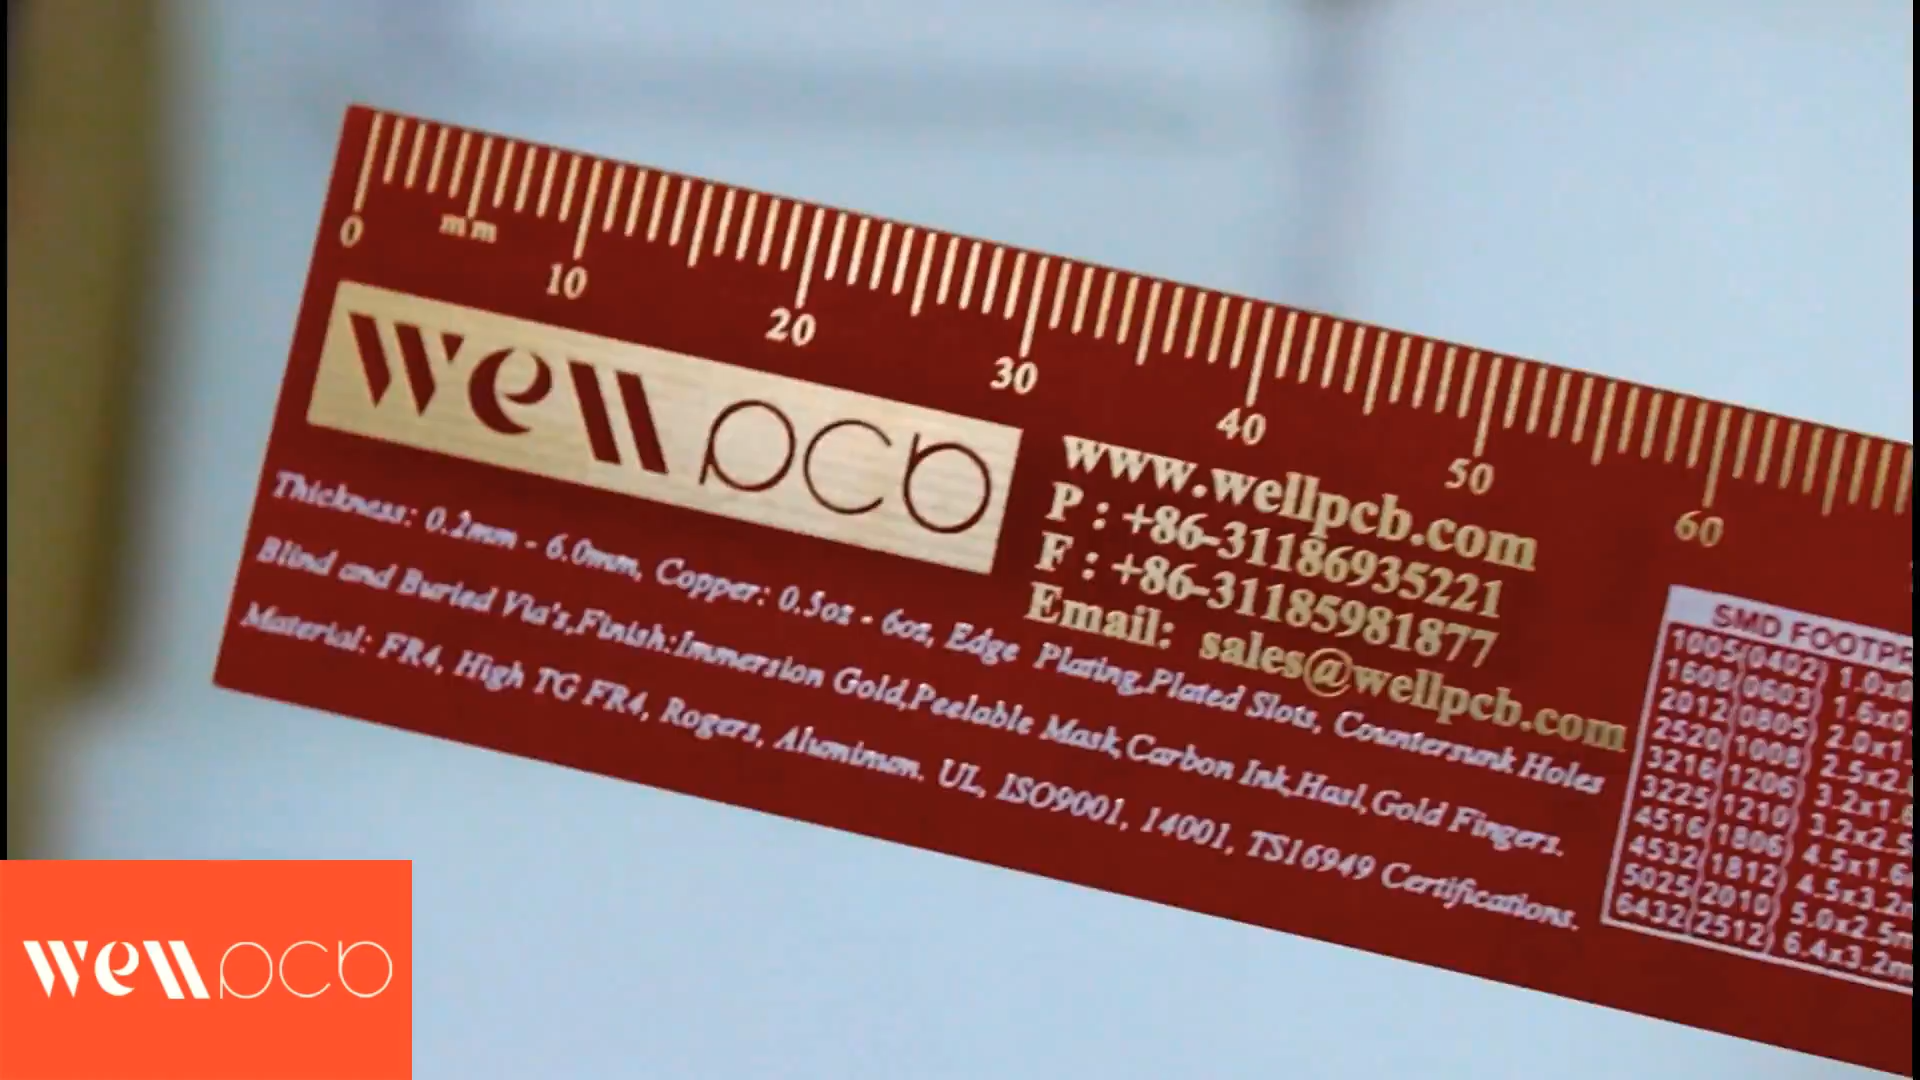 0 mm 10 20 30 40 50 60
well pcb
www.wellpcb.com
P : +86-31186935221
F : +86-31185981877
Email: sales@wellpcb.com
Thickness: 0.2mm - 6.0mm, Copper: 0.5oz - 6oz, Edge Plating,Plated Slots, Countersunk Holes
Blind and Buried Via's,Finish:Immersion Gold,Peelable Mask,Carbon Ink,Hasl,Gold Fingers.
Material: FR4, High TG FR4, Rogers, Aluminum. UL, ISO9001, 14001, TS16949 Certifications.
SMD
1005(0402)
1608(0603)
2012(0805)
2520(1008)
3216(1206)
3225(1210)
4516(1806)
4532(1812)
5025(2010)
6432(2512)
well pcb